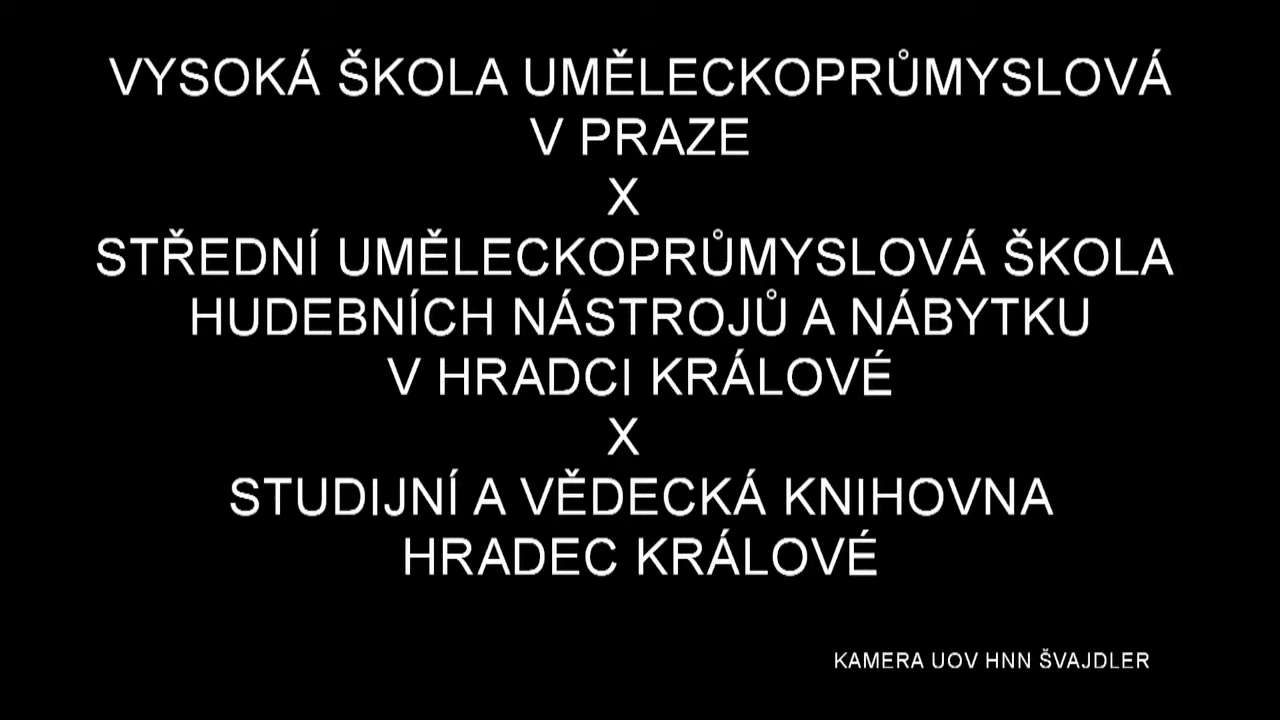 VYSOKÁ ŠKOLA UMĚLECKOPRŮMYSLOVÁ
V PRAZE
X
STŘEDNÍ UMĚLECKOPRŮMYSLOVÁ ŠKOLA
HUDEBNÍCH NÁSTROJŮ A NÁBYTKU
V HRADCI KRÁLOVÉ
X
STUDIJNÍ A VĚDECKÁ KNIHOVNA
HRADEC KRÁLOVÉ
KAMERA UOV HNN ŠVAJDLER